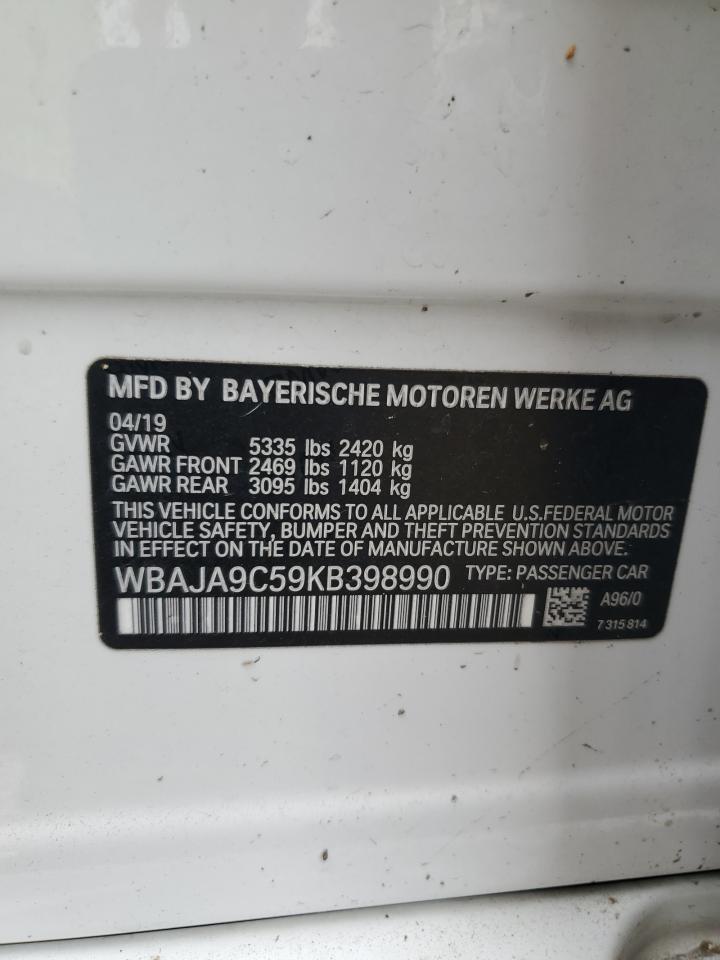 MFD BY BAYERISCHE MOTOREN WERKE AG
04/19
GVWR 5335 lbs 2420 kg
GAWR FRONT 2469 lbs 1120 kg
GAWR REAR 3095 lbs 1404 kg
THIS VEHICLE CONFORMS TO ALL APPLICABLE U.S.FEDERAL MOTOR
VEHICLE SAFETY, BUMPER AND THEFT PREVENTION STANDARDS
IN EFFECT ON THE DATE OF MANUFACTURE SHOWN ABOVE.
WBAJA9C59KB398990 TYPE: PASSENGER CAR
A96/0
7 315 814